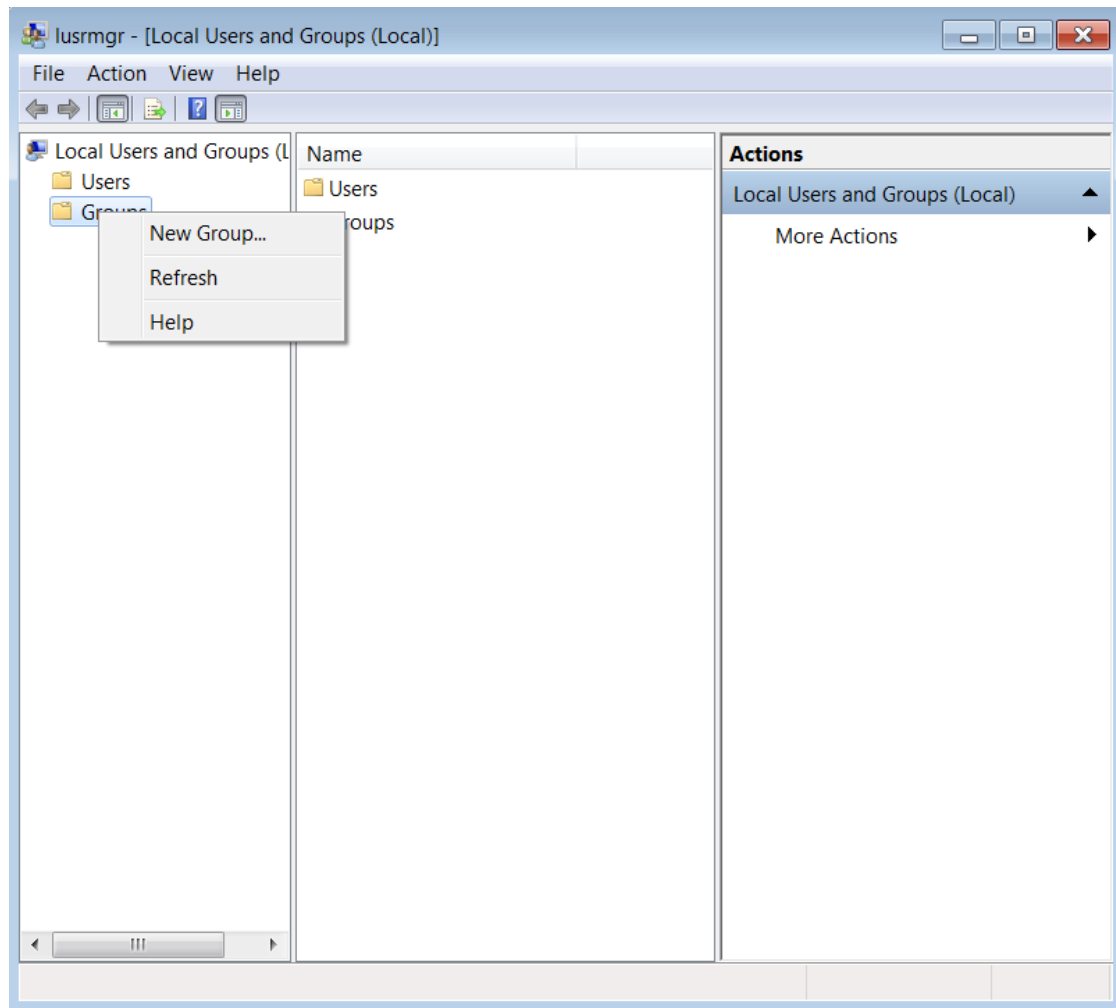 lusrmgr - [Local Users and Groups (Local)]
File Action View Help
Local Users and Groups (L
Users
Groups
New Group...
Refresh
Help
Name
Users
roups
Actions
Local Users and Groups (Local)
More Actions